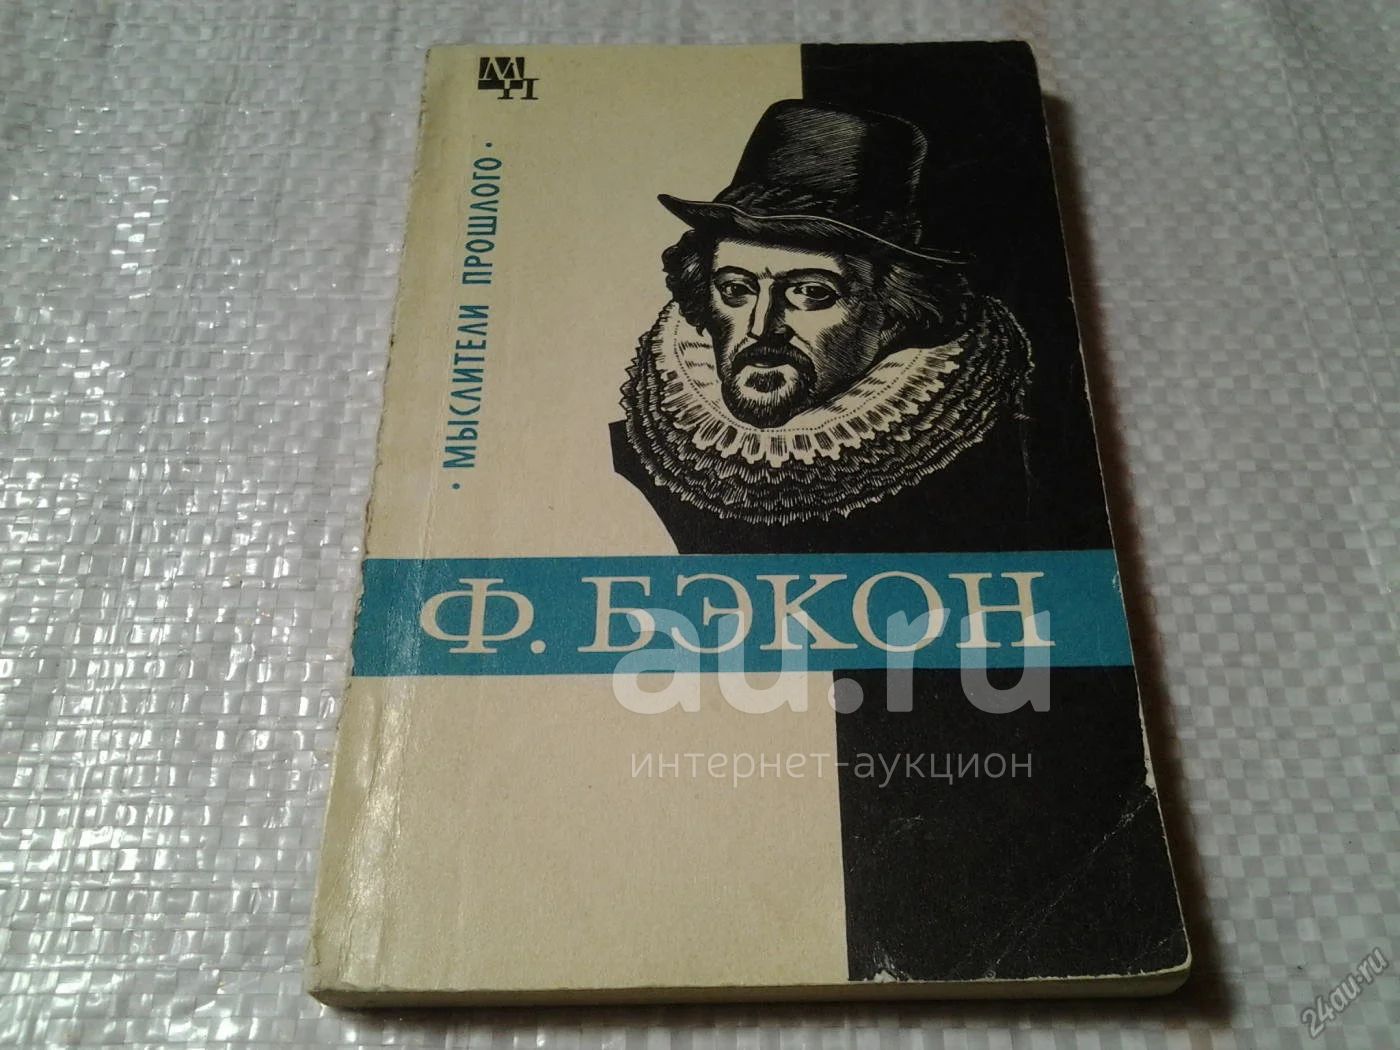 МП
· МЫСЛИТЕЛИ ПРОШЛОГО ·
Ф. БЭКОН
au.ru
интернет-аукцион
24au.ru